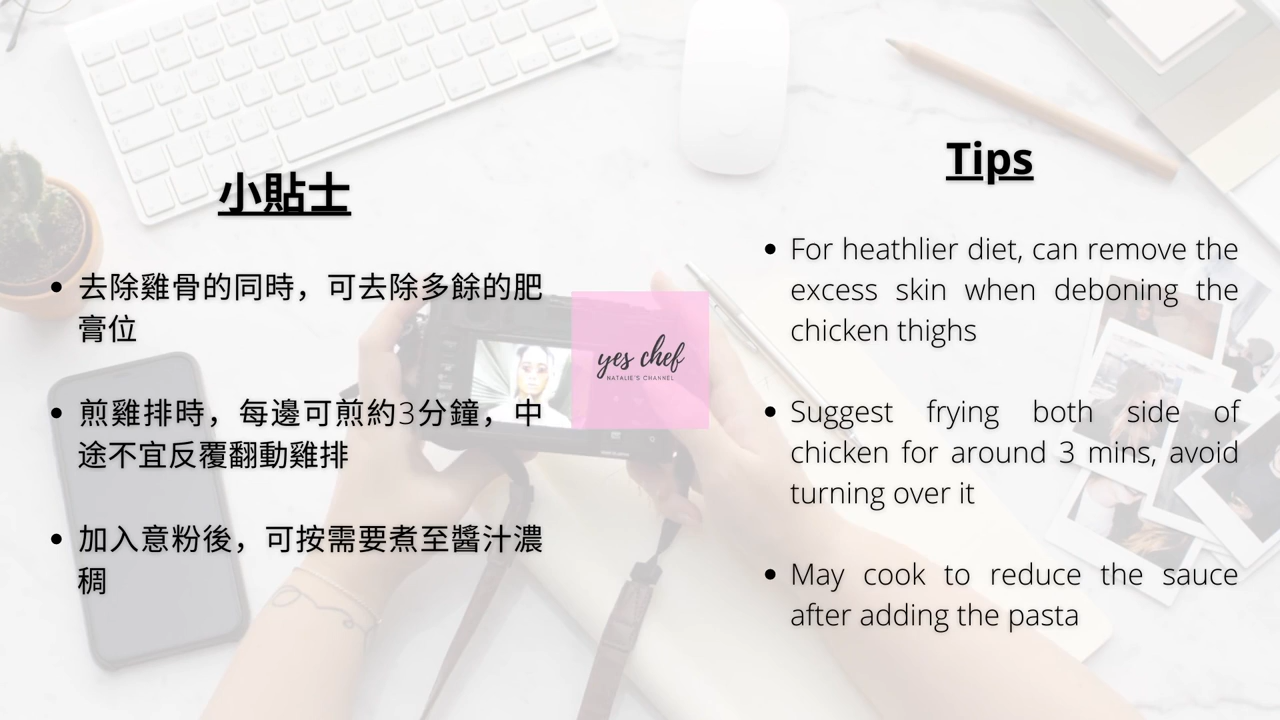 小貼士
去除雞骨的同時，可去除多餘的肥
膏位
煎雞排時，每邊可煎約3分鐘，中
途不宜反覆翻動雞排
加入意粉後，可按需要煮至醬汁濃
稠
yes chef
NATALIE'S CHANNEL
Tips
For heathlier diet, can remove the
excess skin when deboning the
chicken thighs
Suggest frying both side of
chicken for around 3 mins, avoid
turning over it
May cook to reduce the sauce
after adding the pasta